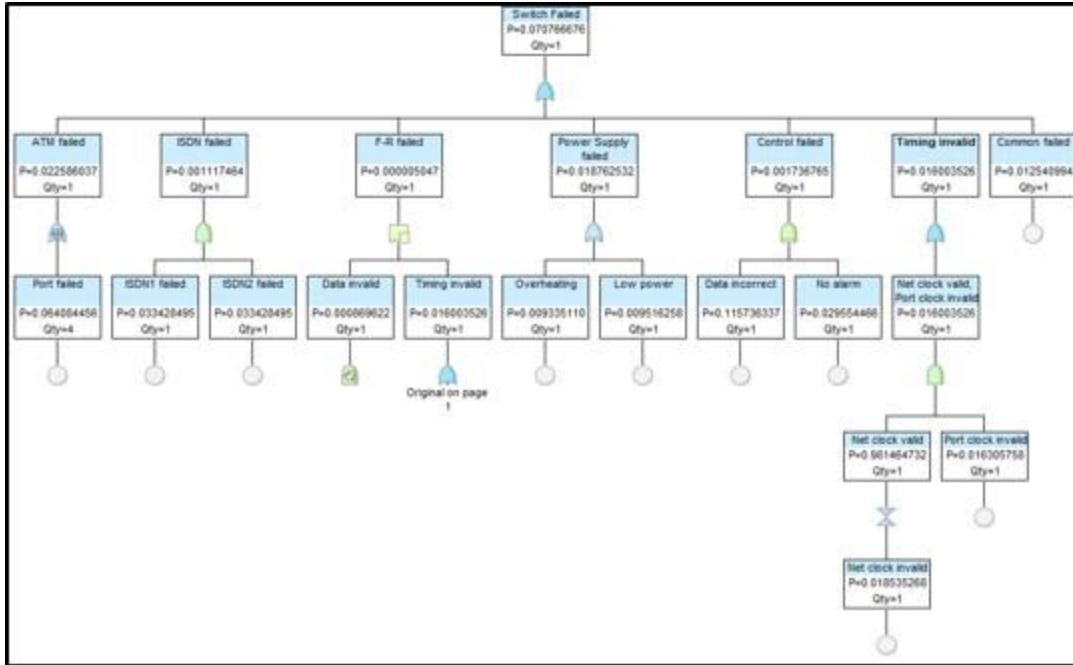 Switch Failed
P=0.070766676
Qty=1
ATM failed
P=0.022586037
Qty=1
ISDN failed
P=0.001117464
Qty=1
F-R failed
P=0.000005047
Qty=1
Power Supply
failed
P=0.018762532
Qty=1
Control failed
P=0.001736765
Qty=1
Timing invalid
P=0.016003526
Qty=1
Common failed
P=0.012540994
Qty=1
Port failed
P=0.064084456
Qty=4
ISDN1 failed
P=0.033428495
Qty=1
ISDN2 failed
P=0.033428495
Qty=1
Data invalid
P=0.000869622
Qty=1
Timing invalid
P=0.016003526
Qty=1
Original on page
1
Overheating
P=0.009335110
Qty=1
Low power
P=0.009516258
Qty=1
Data incorrect
P=0.115736337
Qty=1
No alarm
P=0.029554466
Qty=1
Net clock valid,
Port clock invalid
P=0.016003526
Qty=1
Net clock valid
P=0.981464732
Qty=1
Port clock invalid
P=0.016305758
Qty=1
Net clock invalid
P=0.018535268
Qty=1